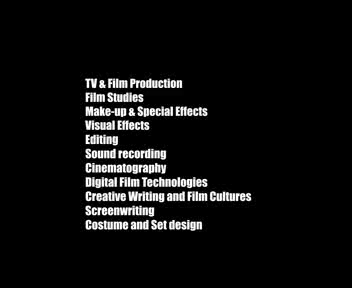 TV & Film Production
Film Studies
Make-up & Special Effects
Visual Effects
Editing
Sound recording
Cinematography
Digital Film Technologies
Creative Writing and Film Cultures
Screenwriting
Costume and Set design